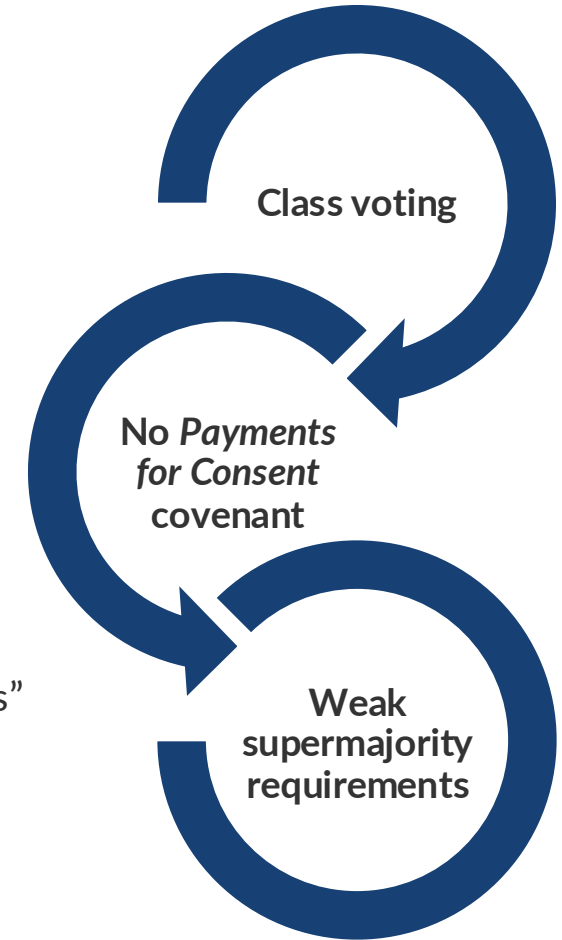 Class voting
No Payments
for Consent
covenant
s”
Weak
supermajority
requirements